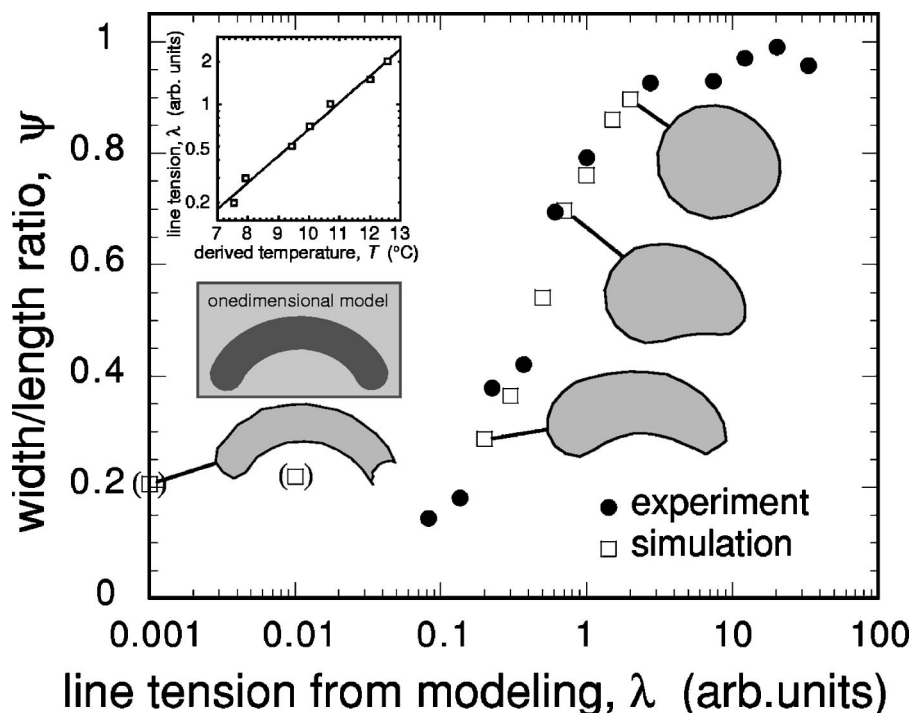 width/length ratio, ψ
1
0.8
0.6
0.4
0.2
0
line tension, λ (arb. units)
2
1
0.5
0.2
7 8 9 10 11 12 13
derived temperature, T (°C)
onedimensional model
( )
( )
experiment
simulation
0.001 0.01 0.1 1 10 100
line tension from modeling, λ (arb.units)